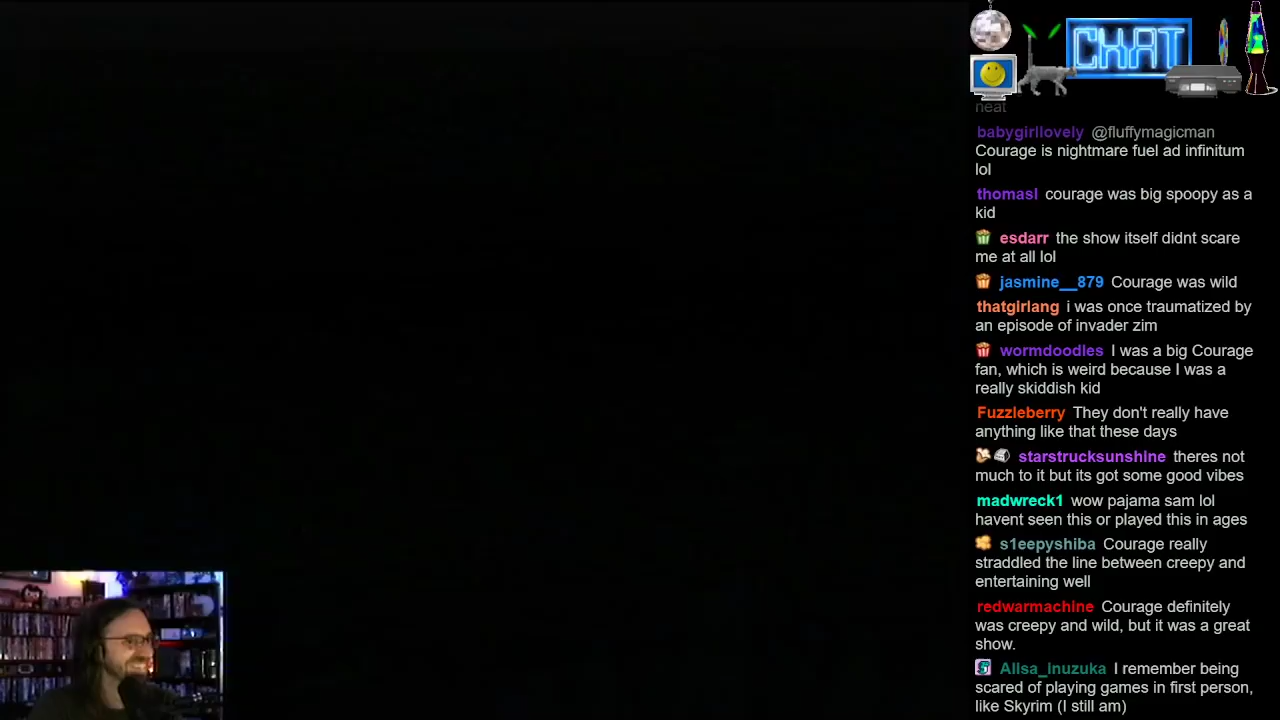 CHAT
neat
babygirllovely @fluffymagicman
Courage is nightmare fuel ad infinitum
lol
thomasl courage was big spoopy as a
kid
esdarr the show itself didnt scare
me at all lol
jasmine__879 Courage was wild
thatgirlang i was once traumatized by
an episode of invader zim
wormdoodles I was a big Courage
fan, which is weird because I was a
really skiddish kid
Fuzzleberry They don't really have
anything like that these days
starstrucksunshine theres not
much to it but its got some good vibes
madwreck1 wow pajama sam lol
havent seen this or played this in ages
s1eepyshiba Courage really
straddled the line between creepy and
entertaining well
redwarmachine Courage definitely
was creepy and wild, but it was a great
show.
Alisa_Inuzuka I remember being
scared of playing games in first person,
like Skyrim (I still am)